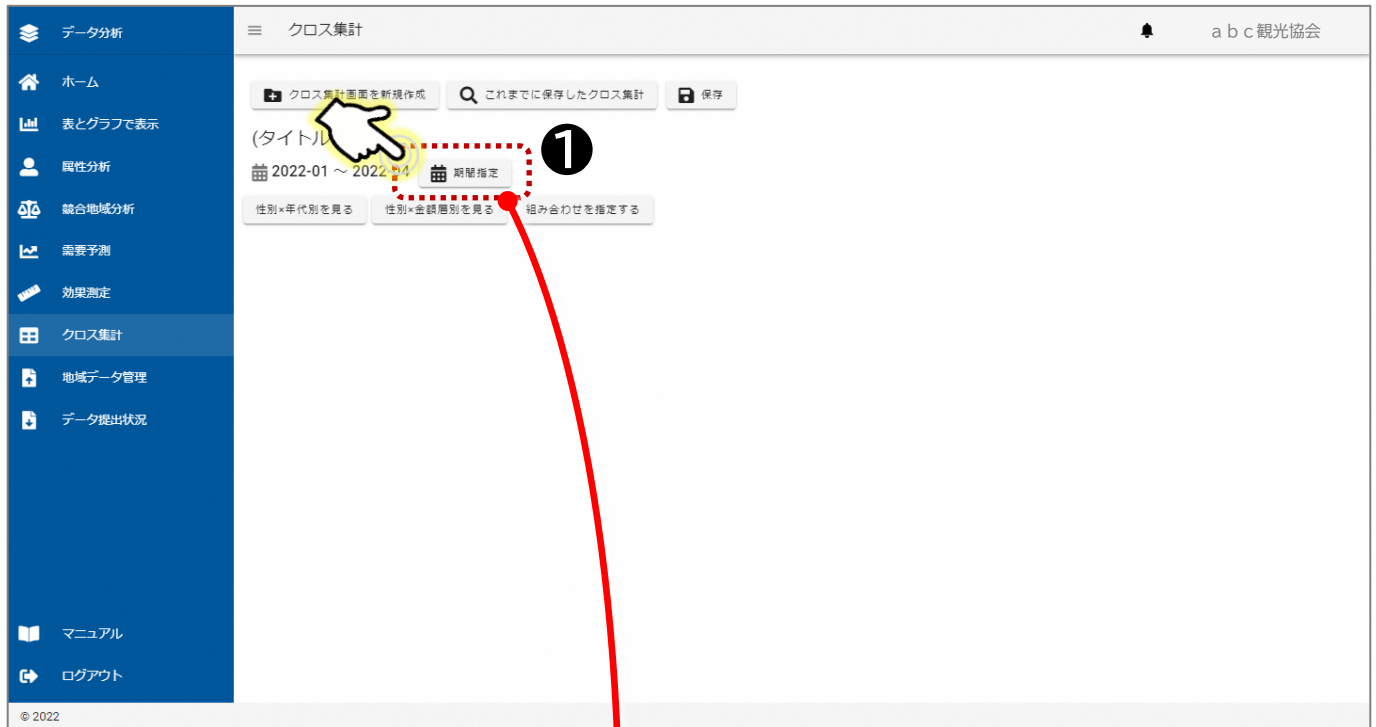 データ分析
クロス集計
ａｂｃ観光協会
ホーム
表とグラフで表示
属性分析
競合地域分析
需要予測
効果測定
クロス集計
地域データ管理
データ提出状況
マニュアル
ログアウト
クロス集計画面を新規作成
これまでに保存したクロス集計
保存
(タイトル
❶
2022-01 ～ 2022-04
期間指定
性別×年代別を見る
性別×金額層別を見る
組み合わせを指定する
© 2022